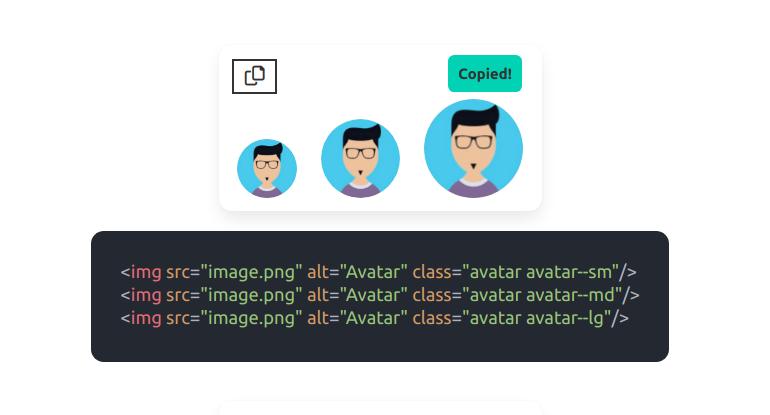 Copied!
<img src="image.png" alt="Avatar" class="avatar avatar--sm"/>
<img src="image.png" alt="Avatar" class="avatar avatar--md"/>
<img src="image.png" alt="Avatar" class="avatar avatar--lg"/>